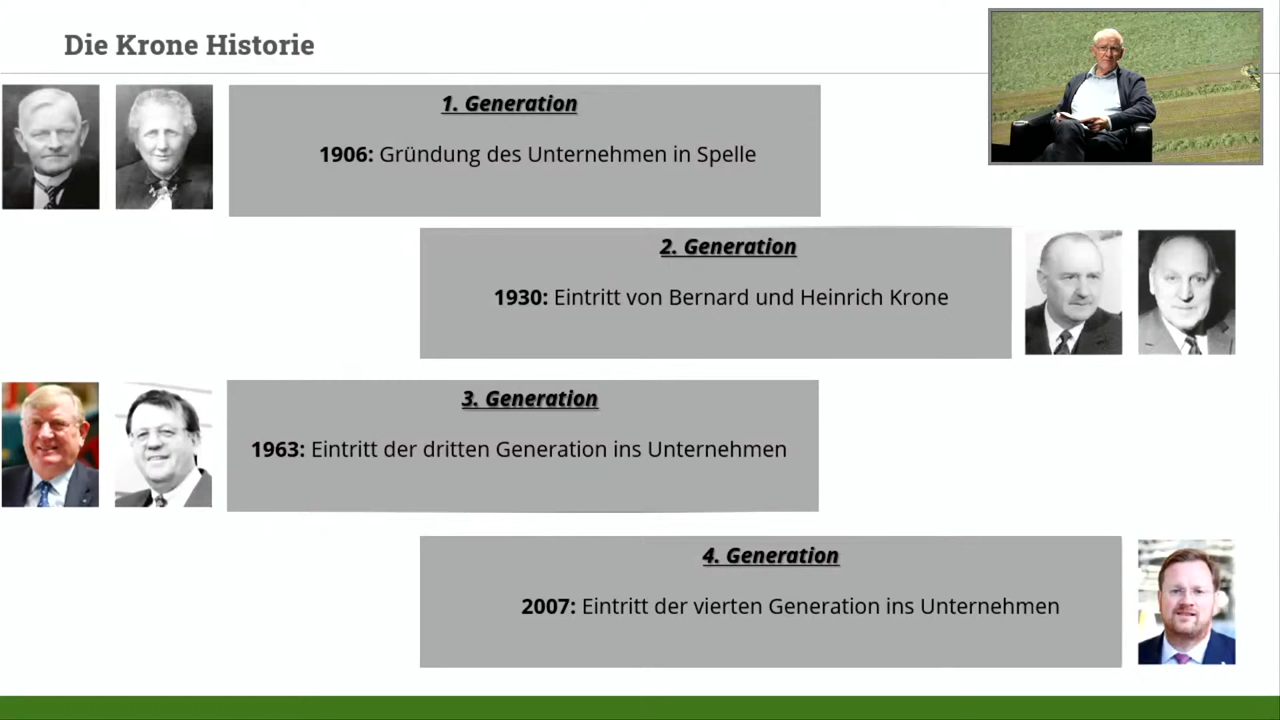 Die Krone Historie
1. Generation
1906: Gründung des Unternehmen in Spelle
2. Generation
1930: Eintritt von Bernard und Heinrich Krone
3. Generation
1963: Eintritt der dritten Generation ins Unternehmen
4. Generation
2007: Eintritt der vierten Generation ins Unternehmen